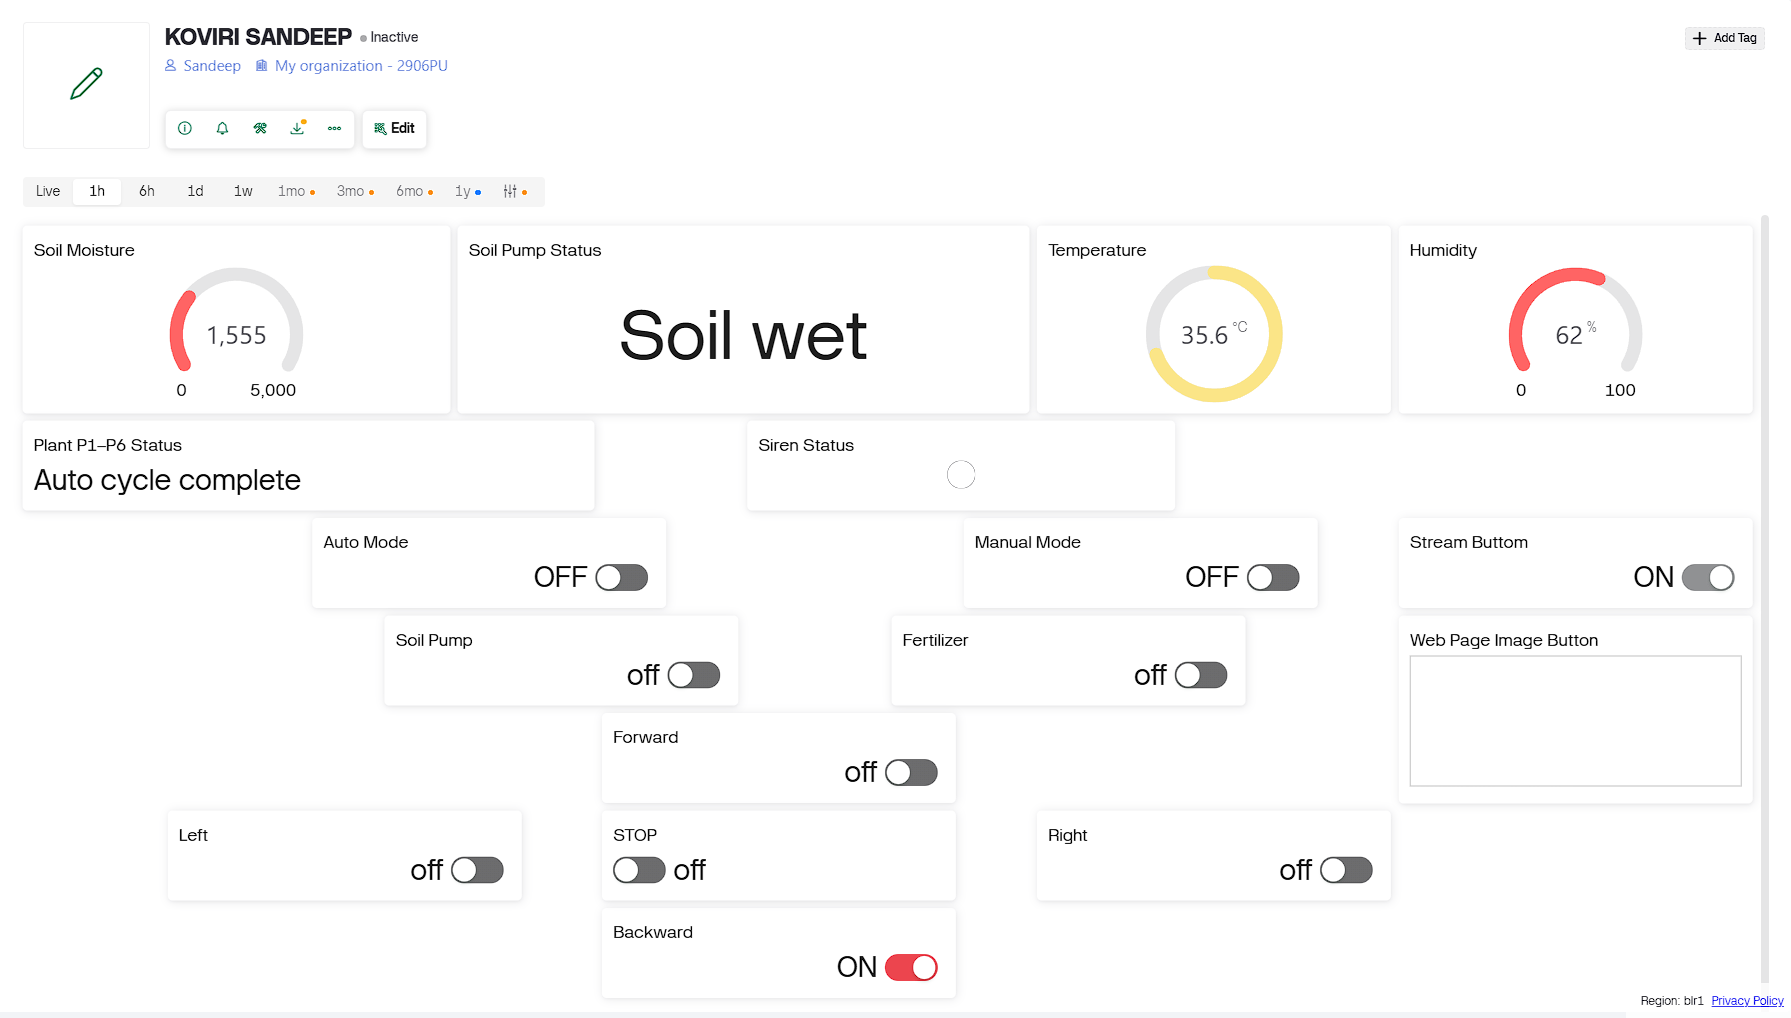 KOVIRI SANDEEP Inactive
Add Tag
Sandeep My organization - 2906PU
Edit
Live 1h 6h 1d 1w 1mo 3mo 6mo 1y
Soil Moisture
1,555
0 5,000
Soil Pump Status
Soil wet
Temperature
35.6 °C
Humidity
62 %
0 100
Plant P1–P6 Status
Auto cycle complete
Siren Status
Auto Mode
OFF
Manual Mode
OFF
Stream Buttom
ON
Soil Pump
off
Fertilizer
off
Web Page Image Button
Forward
off
Left
off
STOP
off
Right
off
Backward
ON
Region: blr1 Privacy Policy